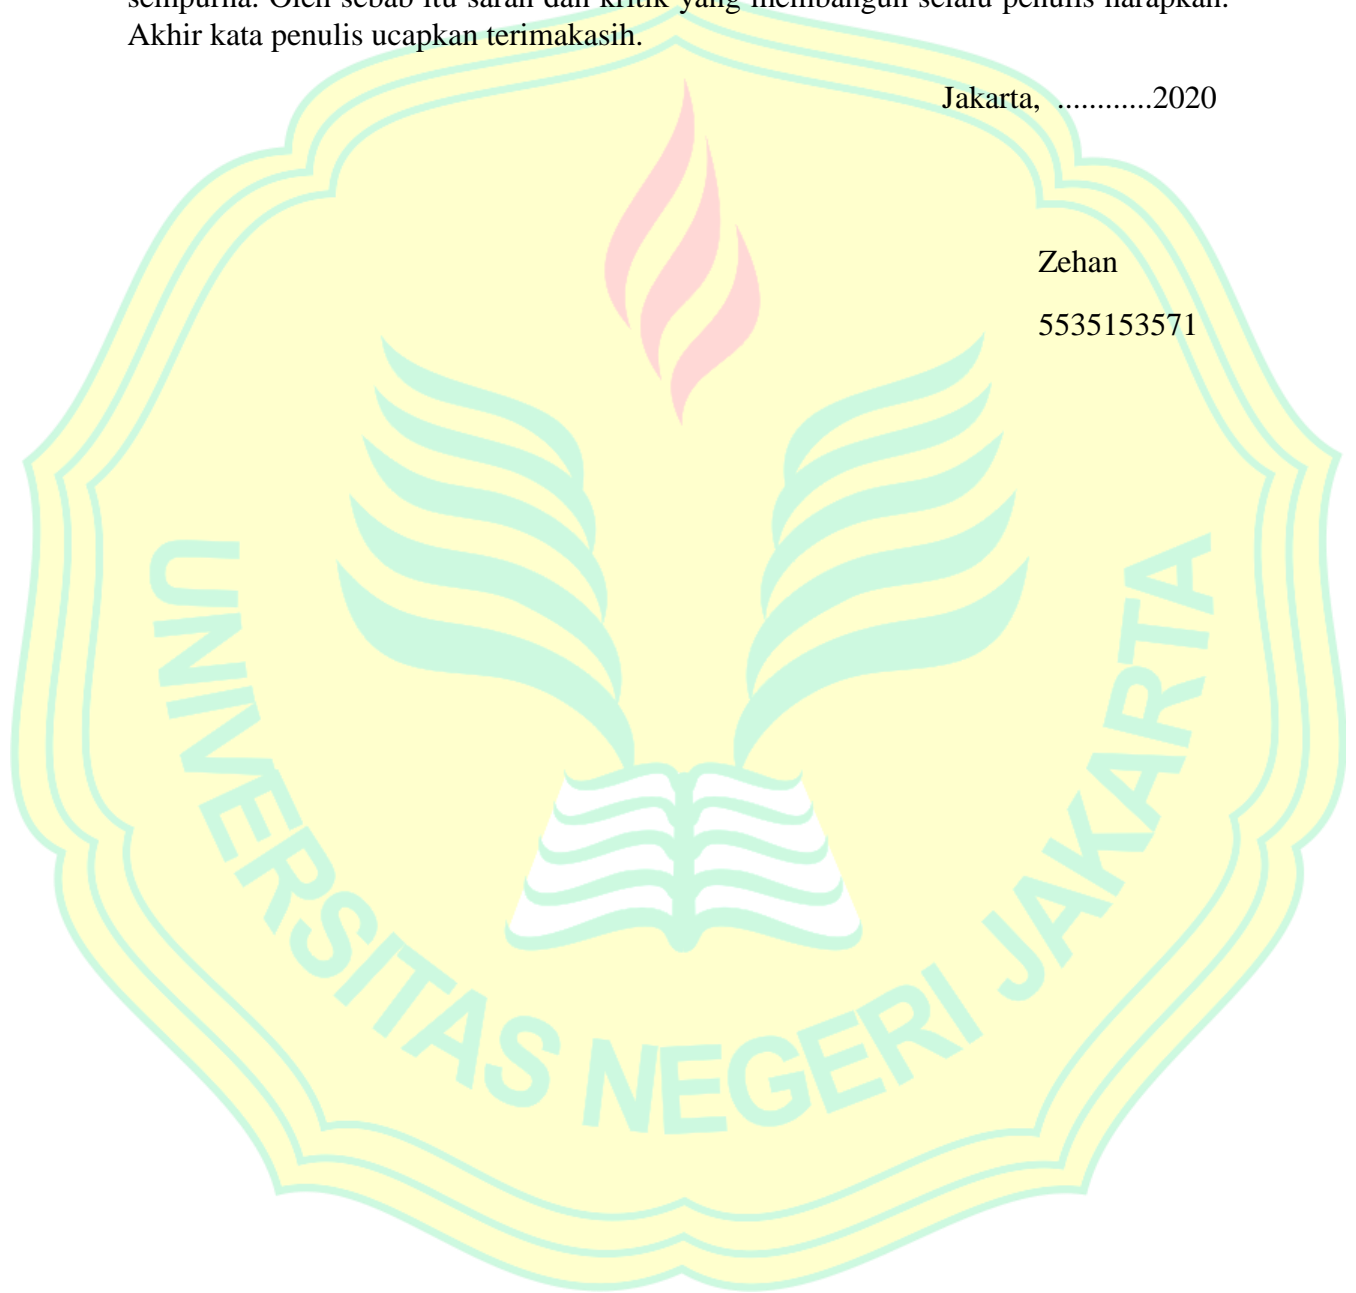 sempurna. Oleh sebab itu saran dan kritik yang membangun selalu penulis harapkan.
Akhir kata penulis ucapkan terimakasih.
Jakarta, ............2020
Zehan
5535153571
UNIVERSITAS NEGERI JAKARTA